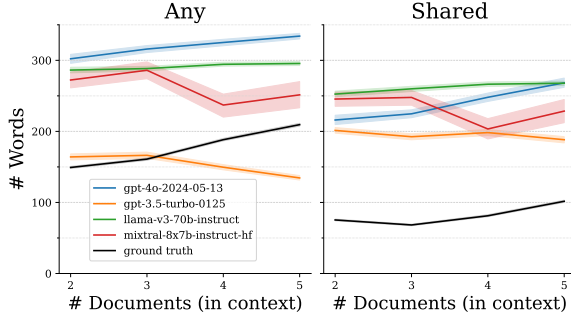 Any
Shared
# Words
300
200
100
0
gpt-4o-2024-05-13
gpt-3.5-turbo-0125
llama-v3-70b-instruct
mixtral-8x7b-instruct-hf
ground truth
2 3 4 5
2 3 4 5
# Documents (in context)
# Documents (in context)